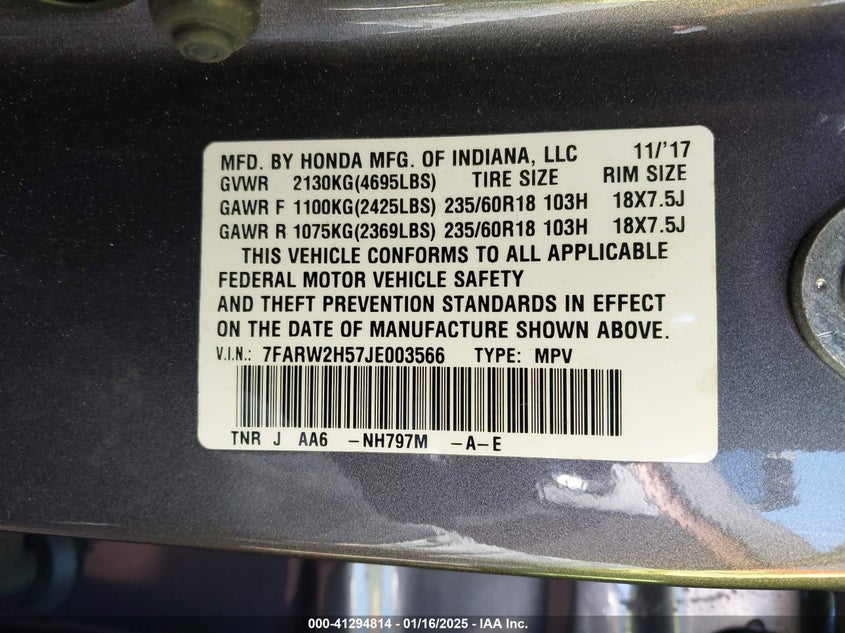 MFD. BY HONDA MFG. OF INDIANA, LLC 11/'17
GVWR 2130KG(4695LBS) TIRE SIZE RIM SIZE
GAWR F 1100KG(2425LBS) 235/60R18 103H 18X7.5J
GAWR R 1075KG(2369LBS) 235/60R18 103H 18X7.5J
THIS VEHICLE CONFORMS TO ALL APPLICABLE
FEDERAL MOTOR VEHICLE SAFETY
AND THEFT PREVENTION STANDARDS IN EFFECT
ON THE DATE OF MANUFACTURE SHOWN ABOVE.
V.I.N.: 7FARW2H57JE003566 TYPE: MPV
TNR J AA6 -NH797M -A-E
000-41294814 - 01/16/2025 - IAA Inc.